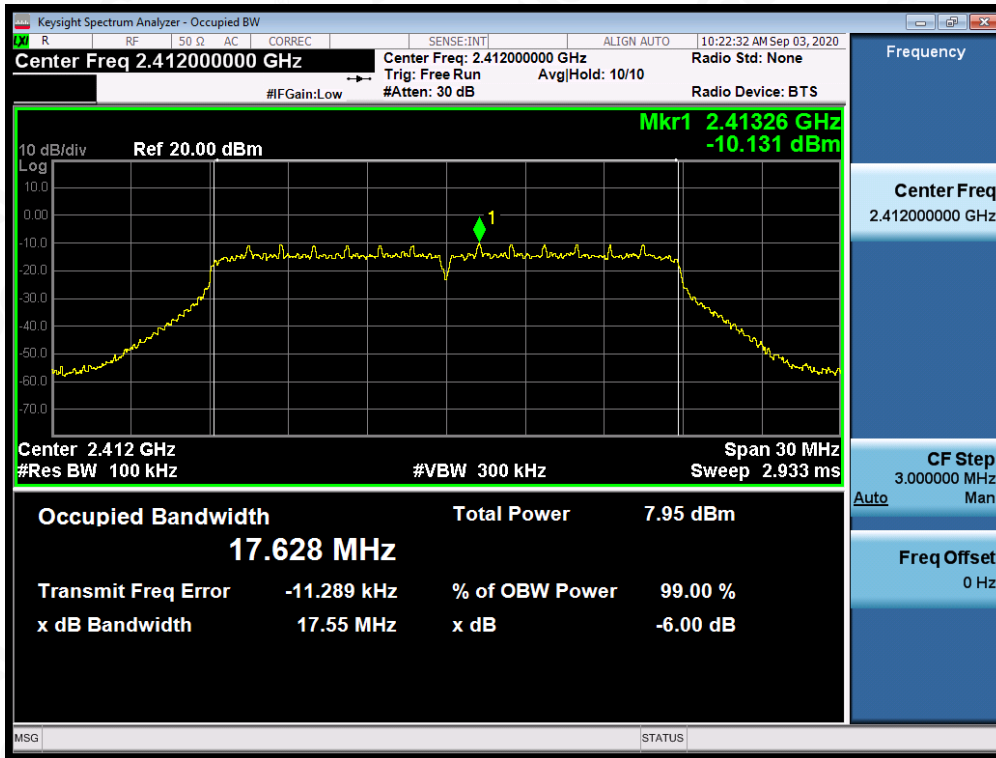 Keysight Spectrum Analyzer - Occupied BW
LXI R RF 50 Ω AC CORREC SENSE:INT ALIGN AUTO 10:22:32 AM Sep 03, 2020
Center Freq 2.412000000 GHz
Center Freq: 2.412000000 GHz Radio Std: None
Trig: Free Run Avg|Hold: 10/10
#IFGain:Low #Atten: 30 dB Radio Device: BTS
Mkr1 2.41326 GHz
-10.131 dBm
10 dB/div Ref 20.00 dBm
Log
10.0
0.00
-10.0
-20.0
-30.0
-40.0
-50.0
-60.0
-70.0
1
Center 2.412 GHz Span 30 MHz
#Res BW 100 kHz #VBW 300 kHz Sweep 2.933 ms
Occupied Bandwidth Total Power 7.95 dBm
17.628 MHz
Transmit Freq Error -11.289 kHz % of OBW Power 99.00 %
x dB Bandwidth 17.55 MHz x dB -6.00 dB
Frequency
Center Freq
2.412000000 GHz
CF Step
3.000000 MHz
Auto Man
Freq Offset
0 Hz
MSG STATUS